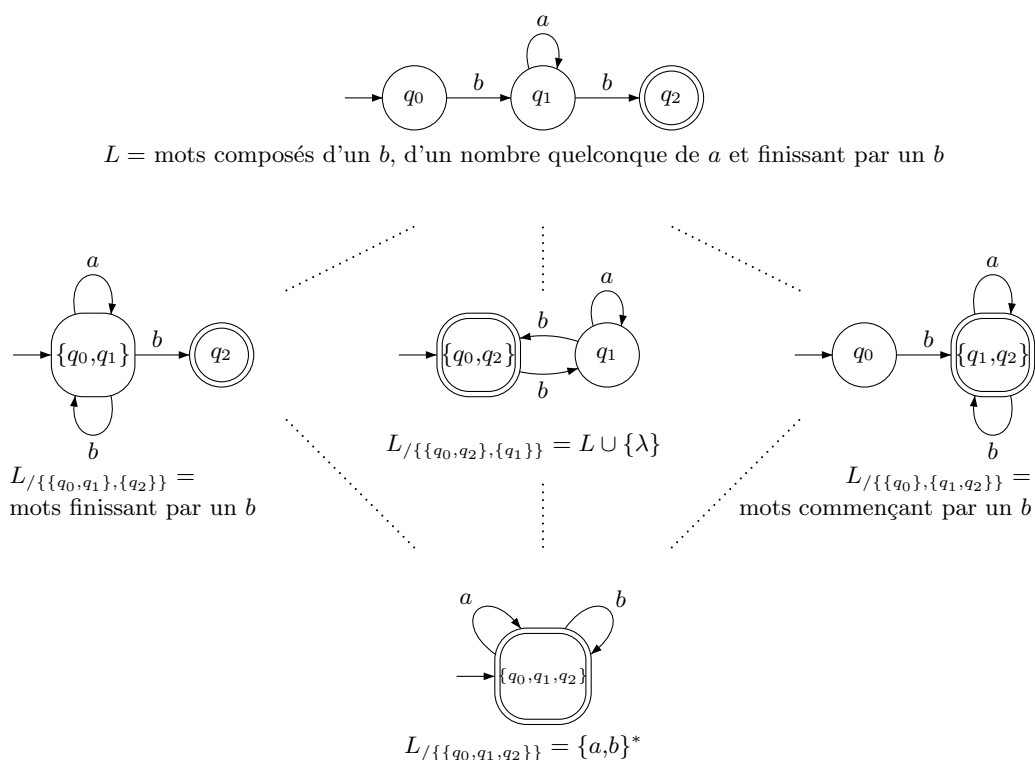 a
q₀ b q₁ b q₂
L = mots composés d'un b, d'un nombre quelconque de a et finissant par un b
a
{q₀,q₁} b q₂
b
L/{{q₀,q₁},{q₂}} =
mots finissant par un b
a
{q₀,q₂} b q₁
b
L/{{q₀,q₂},{q₁}} = L ∪ {λ}
a
q₀ b {q₁,q₂}
b
L/{{q₀},{q₁,q₂}} =
mots commençant par un b
a b
{q₀,q₁,q₂}
L/{{q₀,q₁,q₂}} = {a,b}*